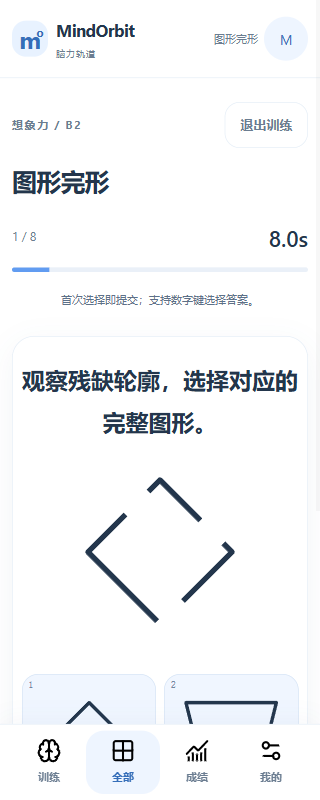 mo
MindOrbit
脑力轨道
图形完形
M
想象力 / B2
退出训练
图形完形
1 / 8
8.0s
首次选择即提交；支持数字键选择答案。
观察残缺轮廓，选择对应的
完整图形。
1
2
训练
全部
成绩
我的